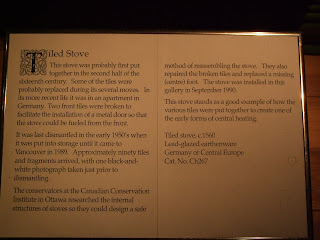 Tiled Stove
This stove was probably first put
together in the second half of the
sixteenth century. Some of the tiles were
probably replaced during its several moves. In
its more recent life it was in an apartment in
Germany. Two front tiles were broken to
facilitate the installation of a metal door so that
the stove could be fueled from the front.
It was last dismantled in the early 1950's when
it was put into storage until it came to
Vancouver in 1989. Approximately ninety tiles
and fragments arrived, with one black-and-
white photograph taken just prior to
dismantling.
The conservators at the Canadian Conservation
Institute in Ottawa researched the internal
structures of stoves so they could design a safe
method of reassembling the stove. They also
repaired the broken tiles and replaced a missing
(centre) foot. The stove was installed in this
gallery in September 1990.
This stove stands as a good example of how the
various tiles were put together to create one of
the early forms of central heating.
Tiled stove, c.1560
Lead-glazed earthenware
Germany or Central Europe
Cat. No. Ch267